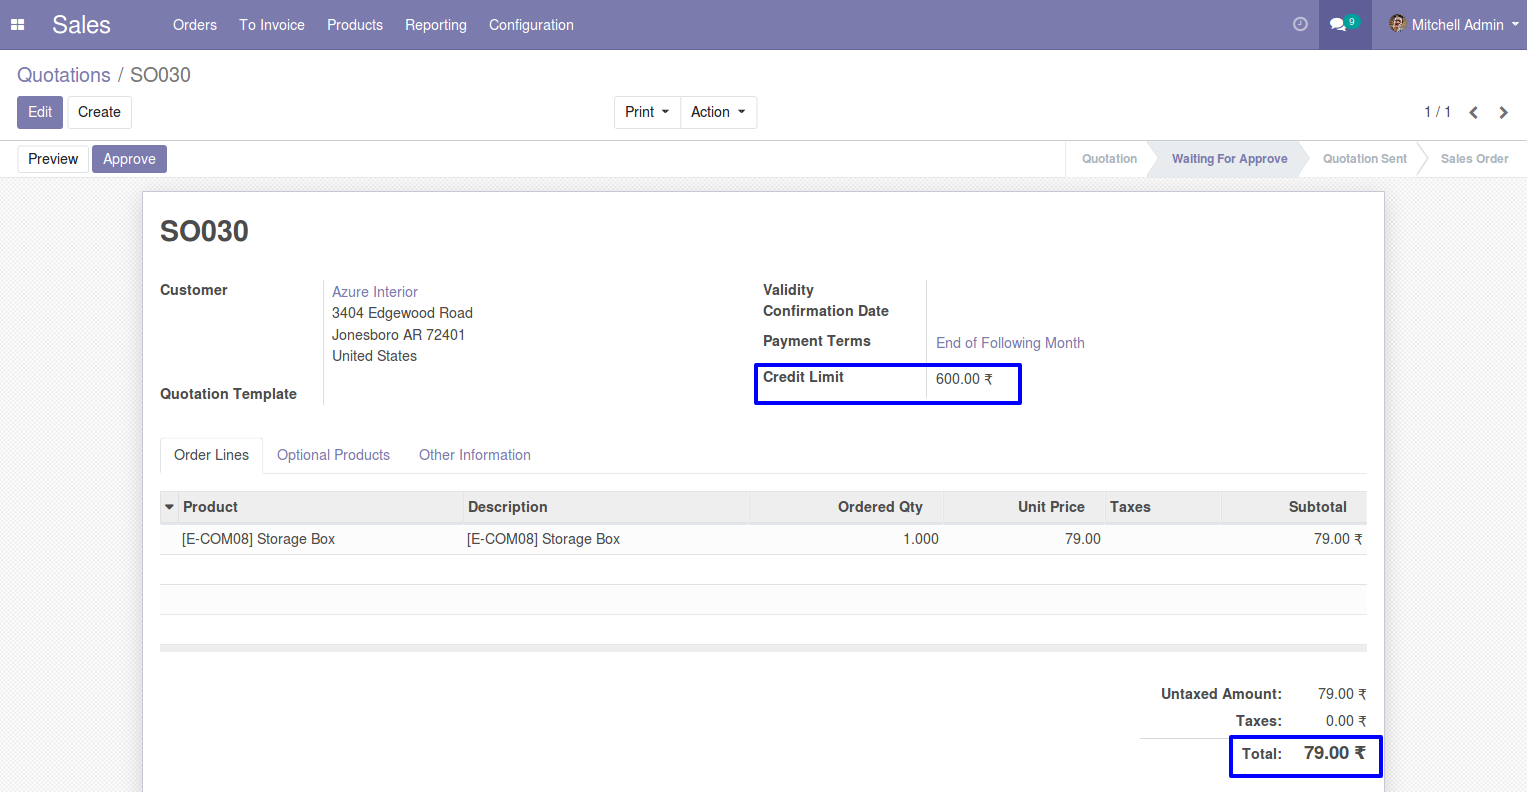 Sales Orders To Invoice Products Reporting Configuration 9 Mitchell Admin
Quotations / SO030
Edit Create Print Action 1 / 1
Preview Approve Quotation Waiting For Approve Quotation Sent Sales Order
SO030
Customer
Azure Interior
3404 Edgewood Road
Jonesboro AR 72401
United States
Quotation Template
Validity
Confirmation Date
Payment Terms End of Following Month
Credit Limit 600.00 ₹
Order Lines Optional Products Other Information
Product Description Ordered Qty Unit Price Taxes Subtotal
[E-COM08] Storage Box [E-COM08] Storage Box 1.000 79.00 79.00 ₹
Untaxed Amount: 79.00 ₹
Taxes: 0.00 ₹
Total: 79.00 ₹